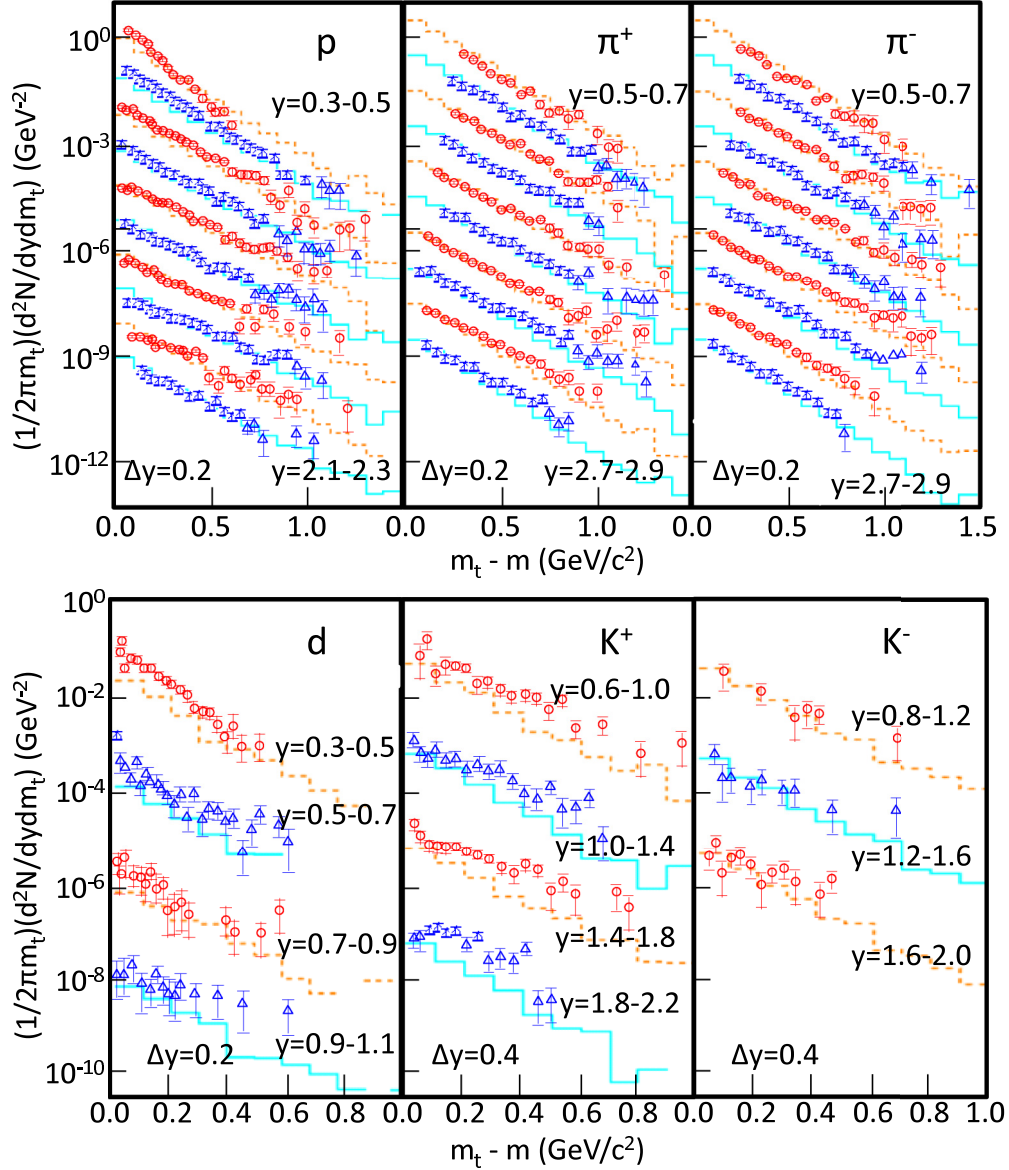 p π⁺ π⁻
(1/2πmₜ)(d²N/dydmₜ) (GeV⁻²)
10⁰
10⁻³
10⁻⁶
10⁻⁹
10⁻¹²
y=0.3-0.5 y=0.5-0.7 y=0.5-0.7
Δy=0.2 y=2.1-2.3 Δy=0.2 y=2.7-2.9 Δy=0.2 y=2.7-2.9
0.0 0.5 1.0 0.0 0.5 1.0 0.0 0.5 1.0 1.5
mₜ - m (GeV/c²)
d K⁺ K⁻
(1/2πmₜ)(d²N/dydmₜ) (GeV⁻²)
10⁰
10⁻²
10⁻⁴
10⁻⁶
10⁻⁸
10⁻¹⁰
y=0.3-0.5
y=0.5-0.7
y=0.7-0.9
y=0.9-1.1
Δy=0.2
y=0.6-1.0
y=1.0-1.4
y=1.4-1.8
y=1.8-2.2
Δy=0.4
y=0.8-1.2
y=1.2-1.6
y=1.6-2.0
Δy=0.4
0.0 0.2 0.4 0.6 0.8 0.0 0.2 0.4 0.6 0.8 0.0 0.2 0.4 0.6 0.8 1.0
mₜ - m (GeV/c²)